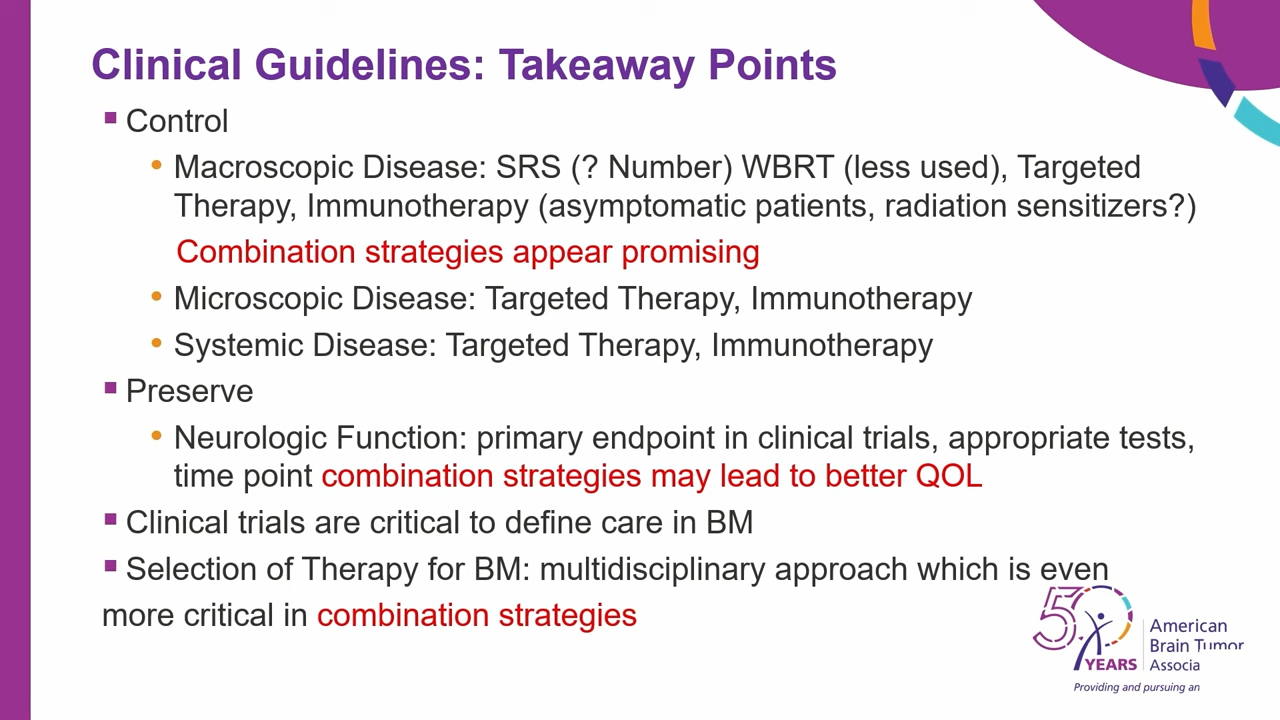 Clinical Guidelines: Takeaway Points
▪ Control
• Macroscopic Disease: SRS (? Number) WBRT (less used), Targeted
Therapy, Immunotherapy (asymptomatic patients, radiation sensitizers?)
Combination strategies appear promising
• Microscopic Disease: Targeted Therapy, Immunotherapy
• Systemic Disease: Targeted Therapy, Immunotherapy
▪ Preserve
• Neurologic Function: primary endpoint in clinical trials, appropriate tests,
time point combination strategies may lead to better QOL
▪ Clinical trials are critical to define care in BM
▪ Selection of Therapy for BM: multidisciplinary approach which is even
more critical in combination strategies
50
YEARS
American
Brain Tumor
Associa
Providing and pursuing an